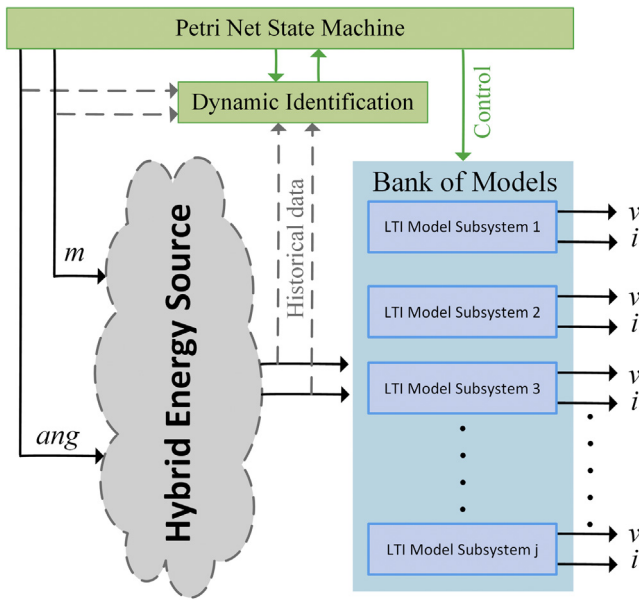 Petri Net State Machine
Dynamic Identification
Control
Historical data
Hybrid Energy Source
m
ang
Bank of Models
LTI Model Subsystem 1
v
i
LTI Model Subsystem 2
v
i
LTI Model Subsystem 3
v
i
LTI Model Subsystem j
v
i